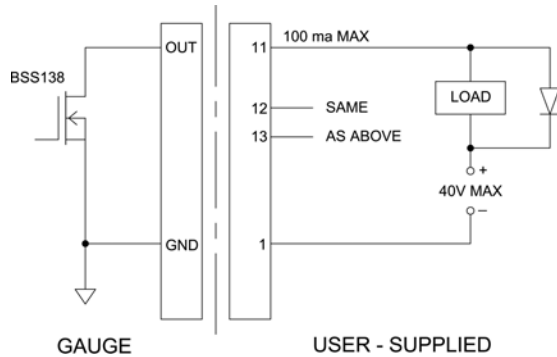 BSS138
OUT
GND
11
100 ma MAX
12
SAME
13
AS ABOVE
1
LOAD
+
40V MAX
–
GAUGE
USER - SUPPLIED